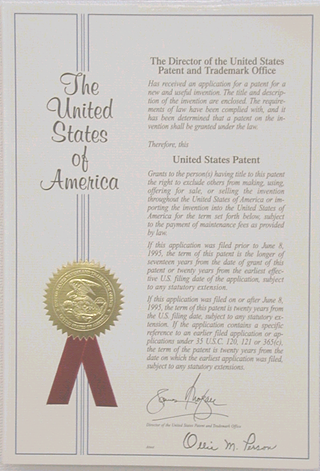 The
United
States
of
America
The Director of the United States
Patent and Trademark Office
Has received an application for a patent for a
new and useful invention. The title and descrip-
tion of the invention are enclosed. The require-
ments of law have been complied with, and it
has been determined that a patent on the in-
vention shall be granted under the law.
Therefore, this
United States Patent
Grants to the person(s) having title to this patent
the right to exclude others from making, using,
offering for sale, or selling the invention
throughout the United States of America or im-
porting the invention into the United States of
America for the term set forth below, subject
to the payment of maintenance fees as provided
by law.
If this application was filed prior to June 8,
1995, the term of this patent is the longer of
seventeen years from the date of grant of this
patent or twenty years from the earliest effec-
tive U.S. filing date of the application, subject
to any statutory extension.
If this application was filed on or after June 8,
1995, the term of this patent is twenty years from
the U.S. filing date, subject to any statutory ex-
tension. If the application contains a specific
reference to an earlier filed application or ap-
plications under 35 U.S.C. 120, 121 or 365(c),
the term of the patent is twenty years from the
date on which the earliest application was filed,
subject to any statutory extensions.
Director of the United States Patent and Trademark Office
Ollie M. Person